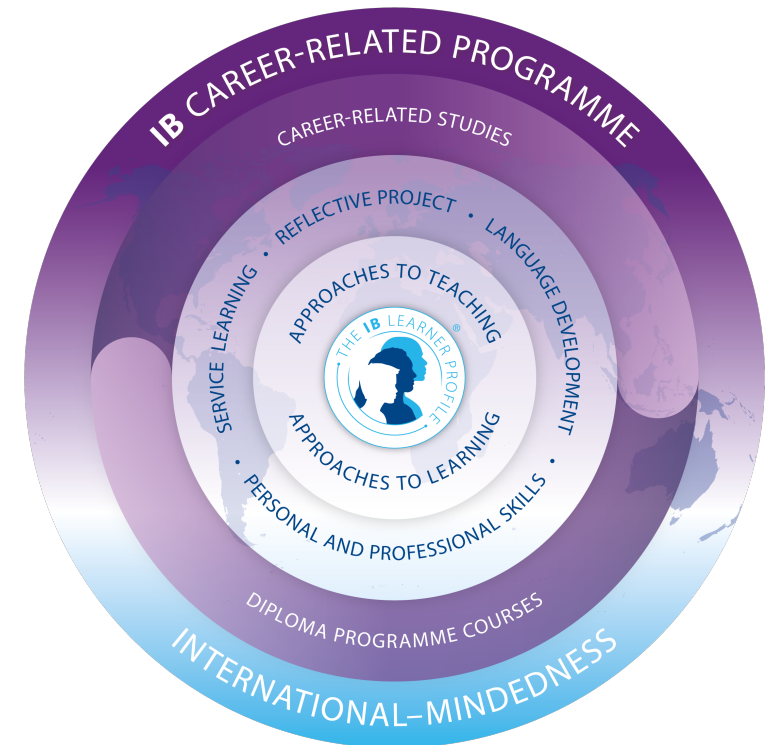 IB CAREER-RELATED PROGRAMME
CAREER-RELATED STUDIES
SERVICE LEARNING • REFLECTIVE PROJECT • LANGUAGE DEVELOPMENT •
APPROACHES TO TEACHING
THE IB LEARNER PROFILE ®
APPROACHES TO LEARNING
• PERSONAL AND PROFESSIONAL SKILLS
DIPLOMA PROGRAMME COURSES
INTERNATIONAL–MINDEDNESS